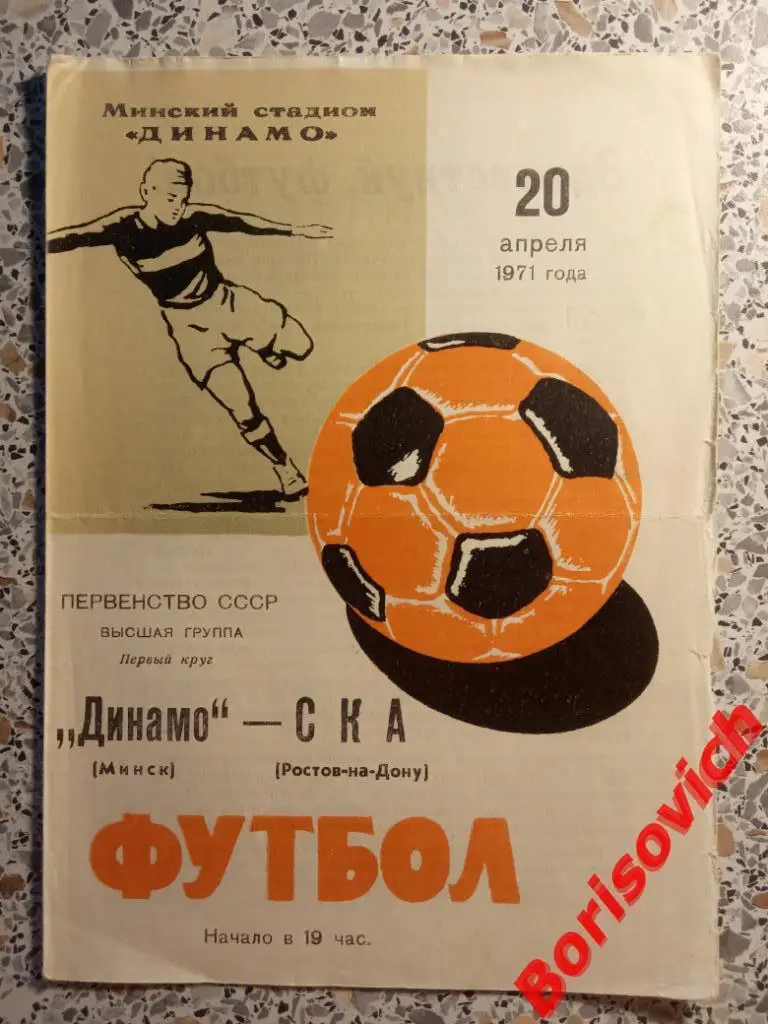 Минский стадион
«ДИНАМО»
20
апреля
1971 года
ПЕРВЕНСТВО СССР
ВЫСШАЯ ГРУППА
Первый круг
„Динамо“ — СКА
(Минск) (Ростов-на-Дону)
ФУТБОЛ
Начало в 19 час.
Borisovich